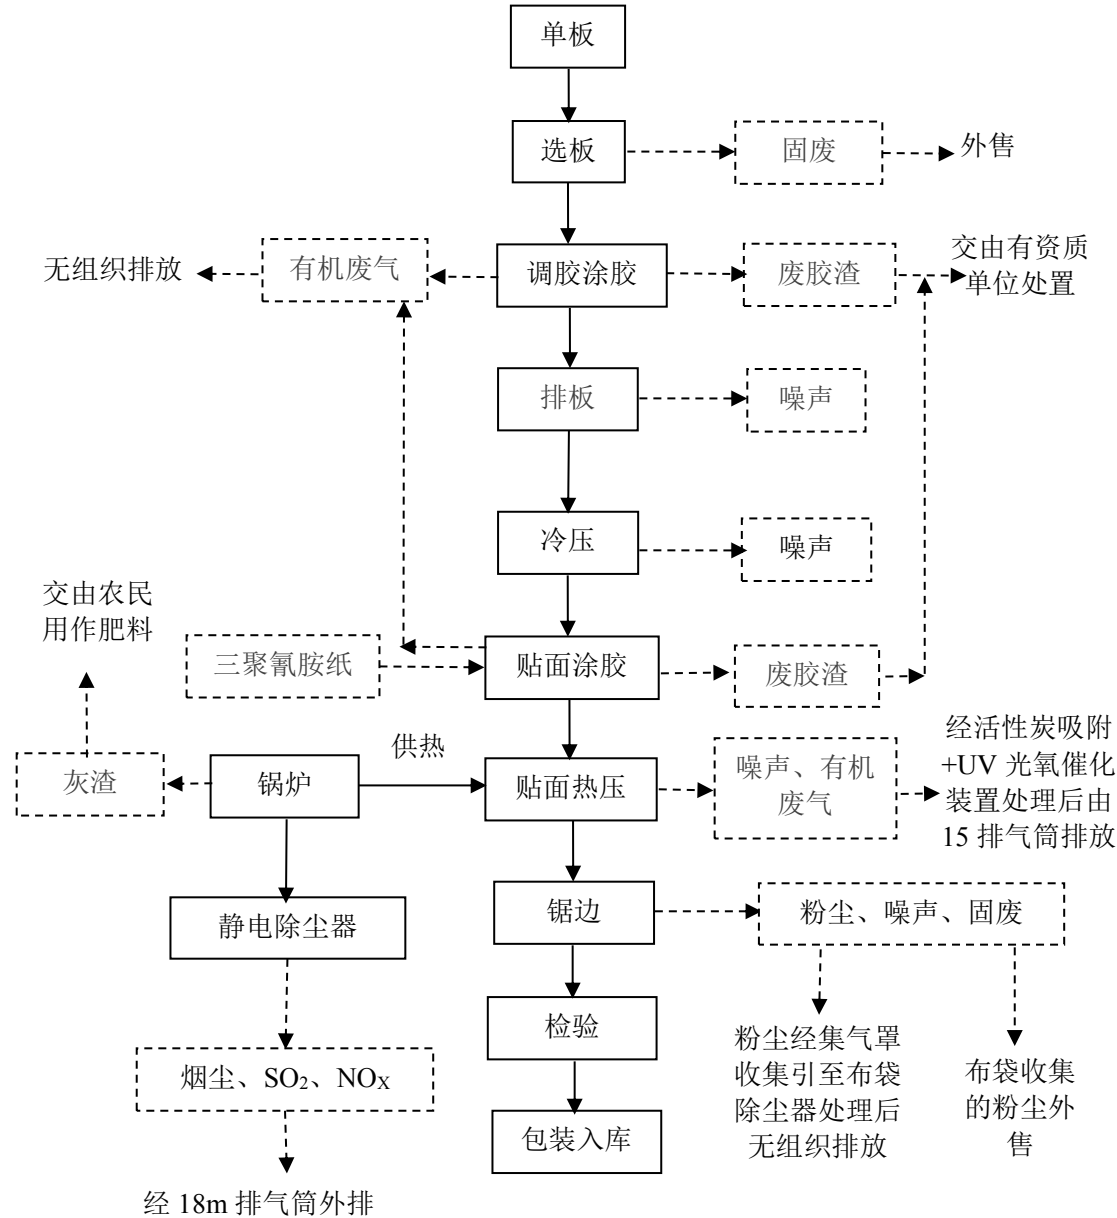 单板
选板
固废
外售
无组织排放
有机废气
调胶涂胶
废胶渣
交由有资质
单位处置
排板
噪声
冷压
噪声
交由农民
用作肥料
三聚氰胺纸
贴面涂胶
废胶渣
灰渣
锅炉
供热
贴面热压
噪声、有机
废气
经活性炭吸附
+UV 光氧催化
装置处理后由
15 排气筒排放
静电除尘器
锯边
粉尘、噪声、固废
烟尘、SO₂、NOX
检验
粉尘经集气罩
收集引至布袋
除尘器处理后
无组织排放
布袋收集
的粉尘外
售
包装入库
经 18m 排气筒外排